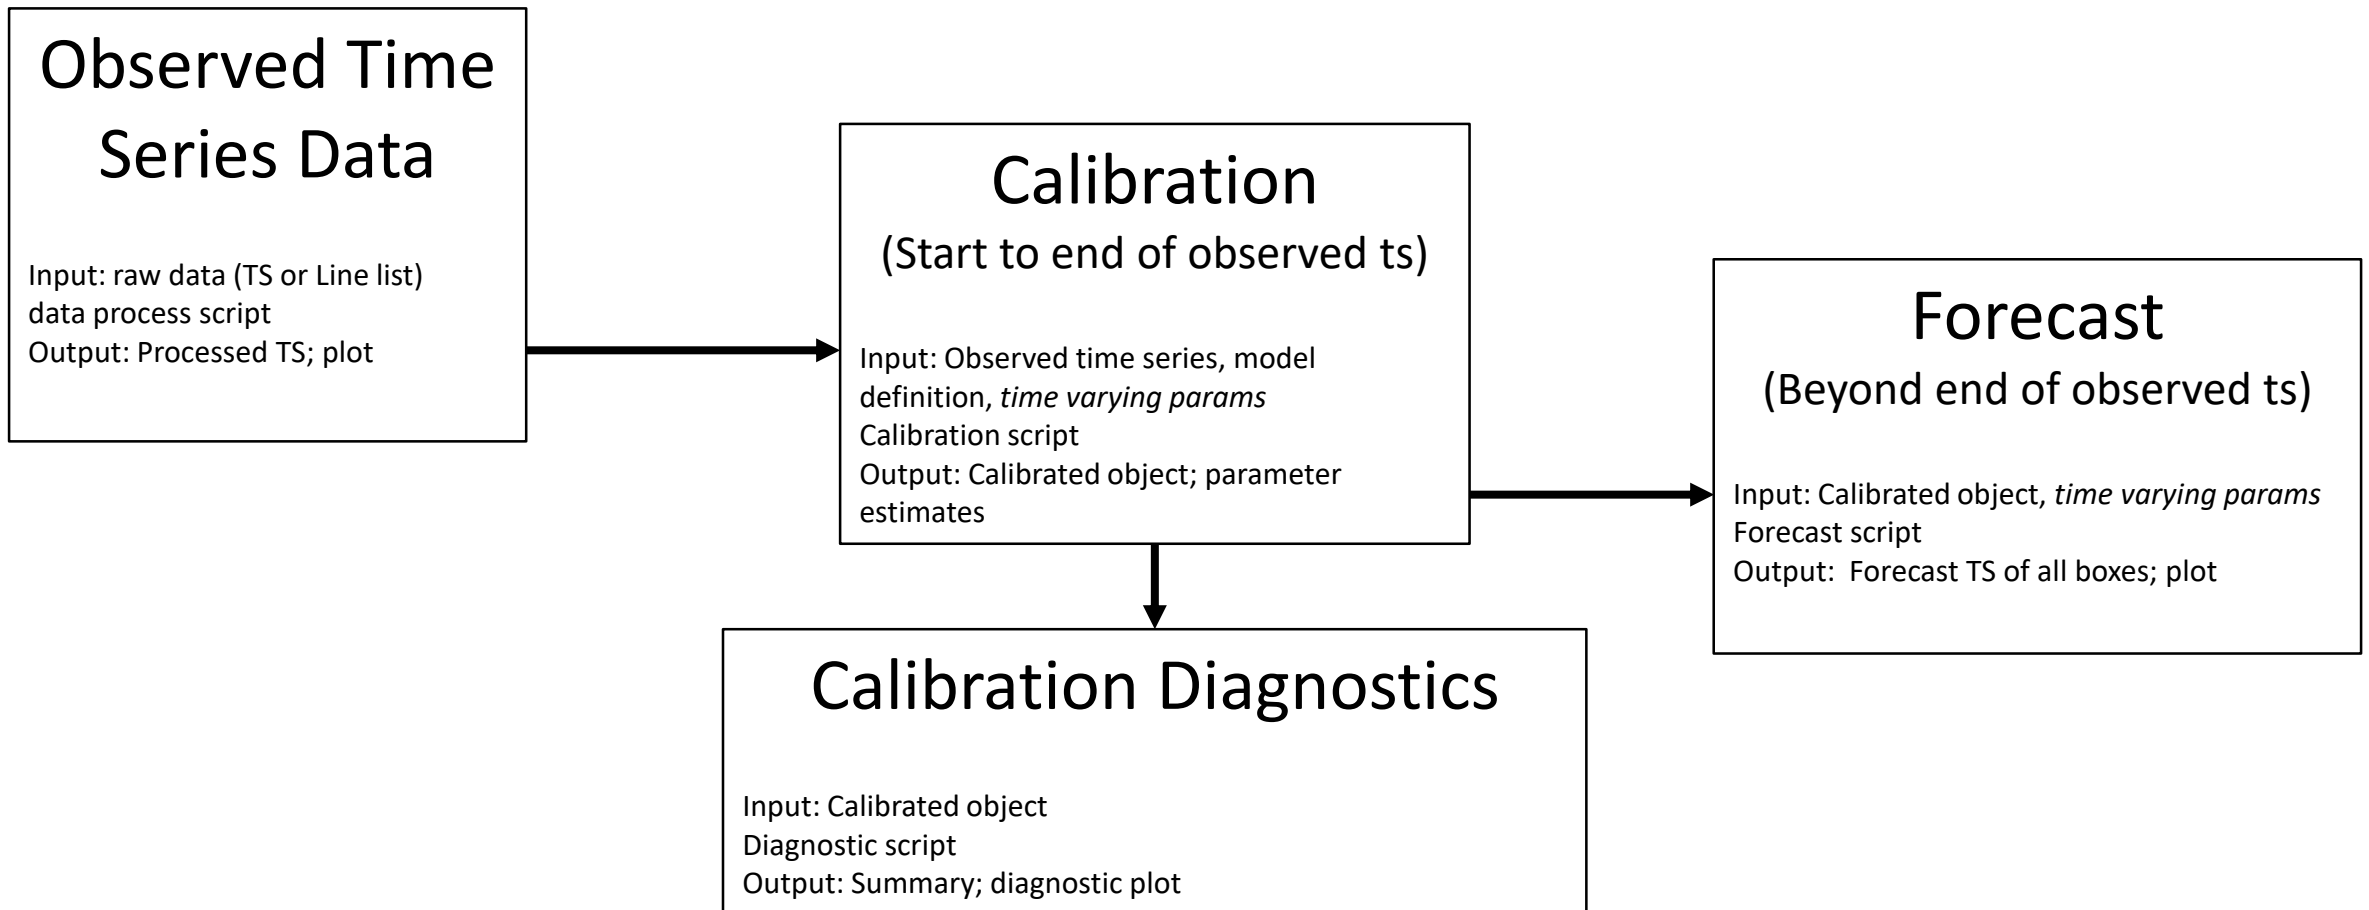 Observed Time
Series Data
Input: raw data (TS or Line list)
data process script
Output: Processed TS; plot
Calibration
(Start to end of observed ts)
Input: Observed time series, model
definition, time varying params
Calibration script
Output: Calibrated object; parameter
estimates
Forecast
(Beyond end of observed ts)
Input: Calibrated object, time varying params
Forecast script
Output:  Forecast TS of all boxes; plot
Calibration Diagnostics
Input: Calibrated object
Diagnostic script
Output: Summary; diagnostic plot